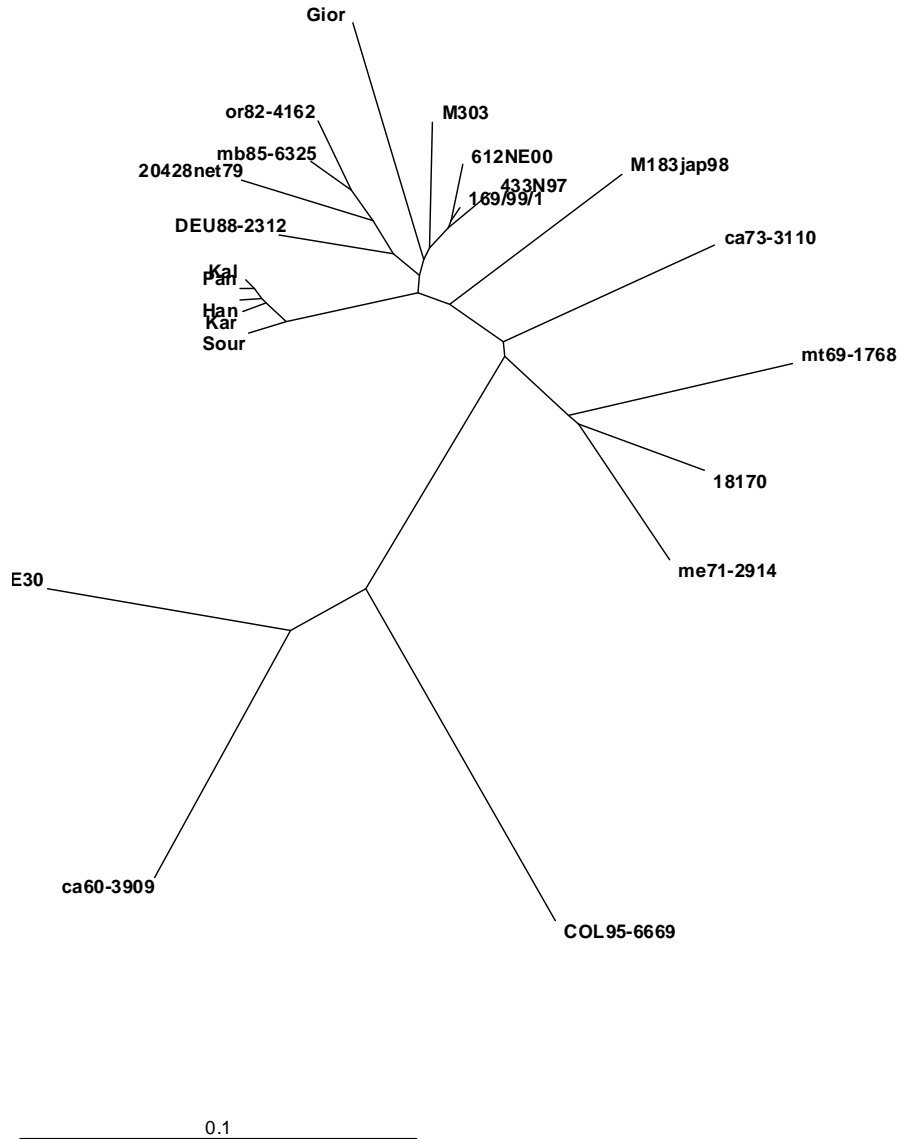 Gior
or82-4162
M303
mb85-6325
612NE00
20428net79
433N97
169/99/1
M183jap98
DEU88-2312
ca73-3110
Kal
Pan
Han
Kar
Sour
mt69-1768
18170
me71-2914
E30
ca60-3909
COL95-6669
0.1